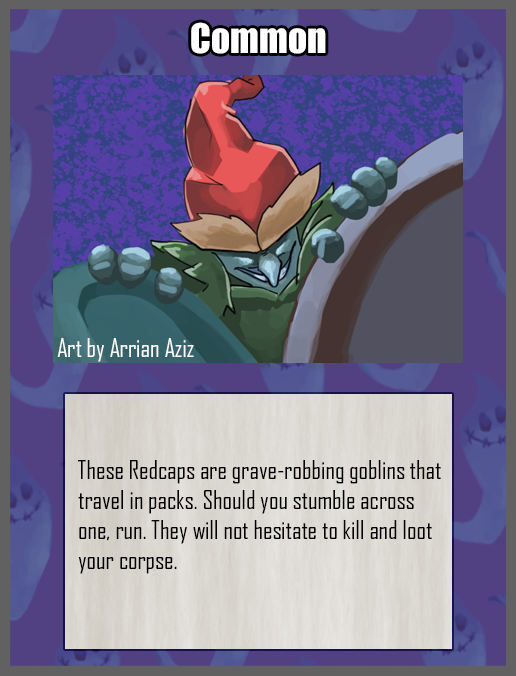 Common
Art by Arrian Aziz
These Redcaps are grave-robbing goblins that
travel in packs. Should you stumble across
one, run. They will not hesitate to kill and loot
your corpse.